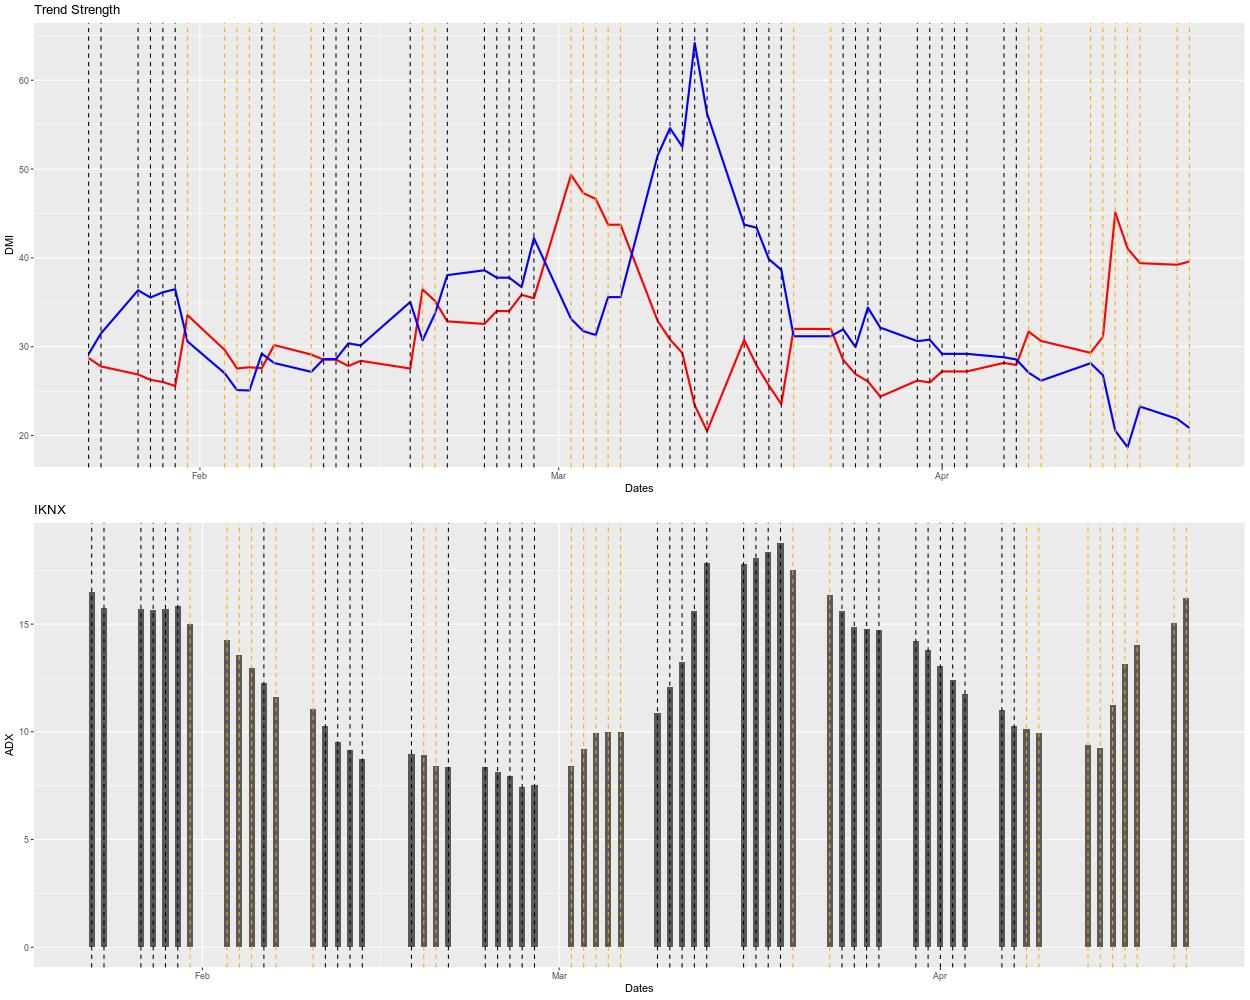 Trend Strength
60
50
DMI
40
30
20
Feb
Mar
Apr
Dates
IKNX
15
ADX
10
5
0
Feb
Mar
Apr
Dates